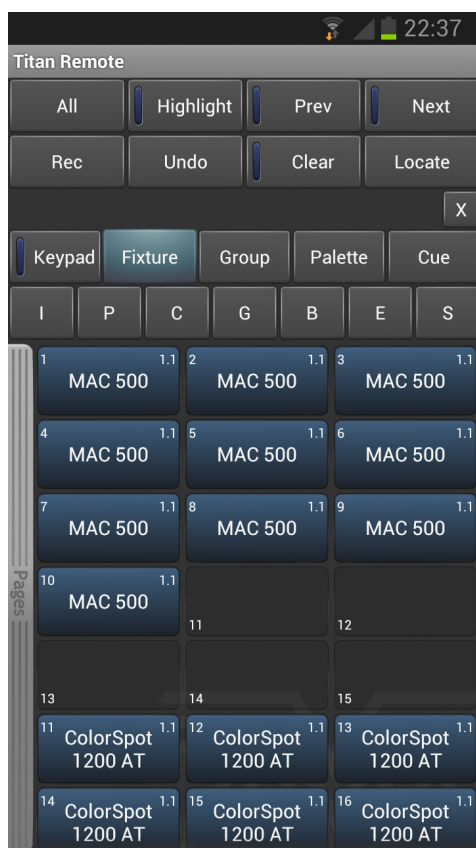 22:37
Titan Remote
All Highlight Prev Next
Rec Undo Clear Locate
X
Keypad Fixture Group Palette Cue
I P C G B E S
1 1.1 2 1.1 3 1.1
MAC 500 MAC 500 MAC 500
4 1.1 5 1.1 6 1.1
MAC 500 MAC 500 MAC 500
7 1.1 8 1.1 9 1.1
MAC 500 MAC 500 MAC 500
Pages
10 1.1
MAC 500
11 12
13 14 15
11 1.1 12 1.1 13 1.1
ColorSpot ColorSpot ColorSpot
1200 AT 1200 AT 1200 AT
14 1.1 15 1.1 16 1.1
ColorSpot ColorSpot ColorSpot
1200 AT 1200 AT 1200 AT